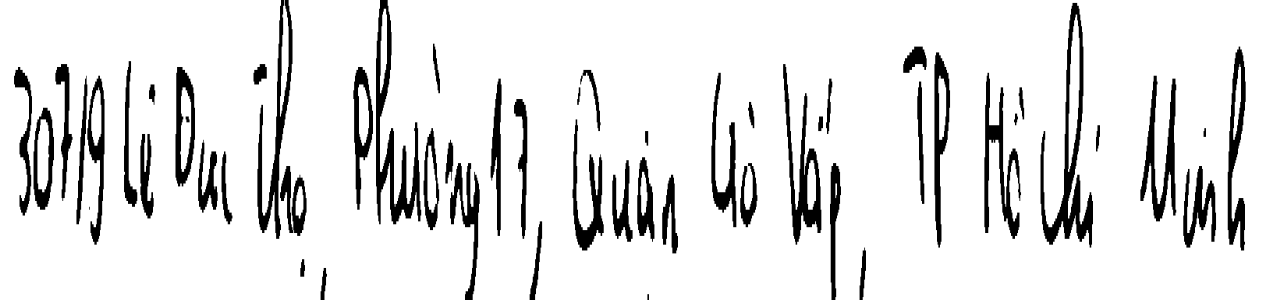 307/9 Lê Đức Thọ, Phường 17, Quận Gò Vấp, TP Hồ Chí Minh